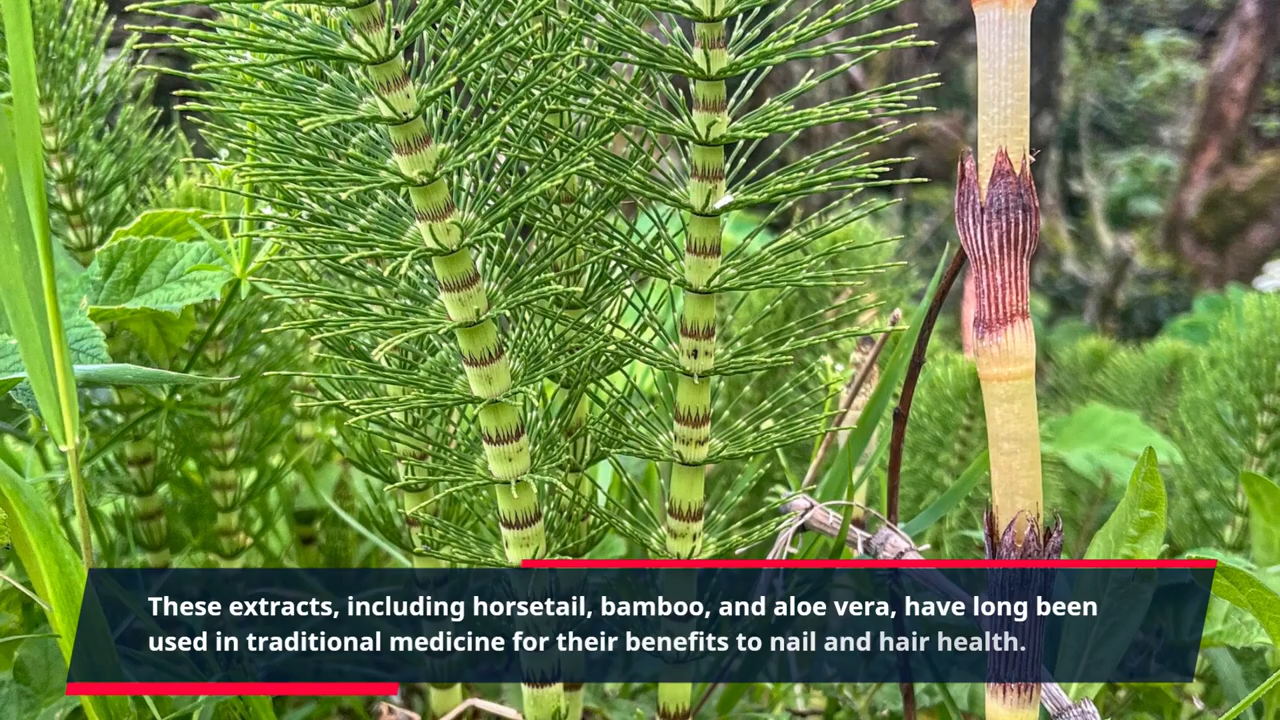 These extracts, including horsetail, bamboo, and aloe vera, have long been
used in traditional medicine for their benefits to nail and hair health.